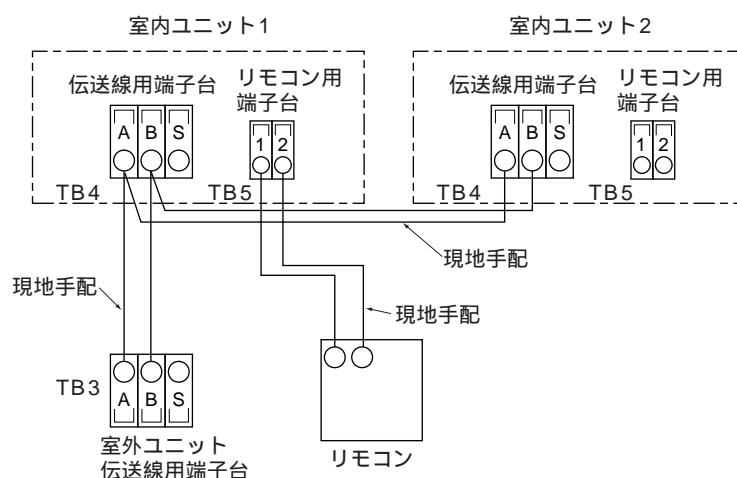 室内ユニット1
伝送線用端子台
リモコン用
端子台
A B S
1 2
TB4
TB5
室内ユニット2
伝送線用端子台
リモコン用
端子台
A B S
1 2
TB4
TB5
現地手配
現地手配
現地手配
TB3
A B S
室外ユニット
伝送線用端子台
リモコン